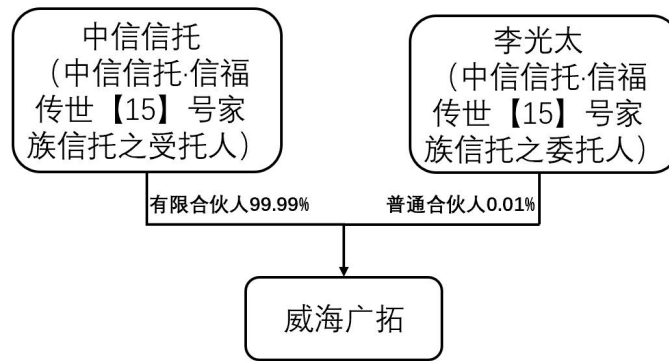 中信信托
（中信信托·信福
传世【15】号家
族信托之受托人）
李光太
（中信信托·信福
传世【15】号家
族信托之委托人）
有限合伙人99.99%
普通合伙人0.01%
威海广拓